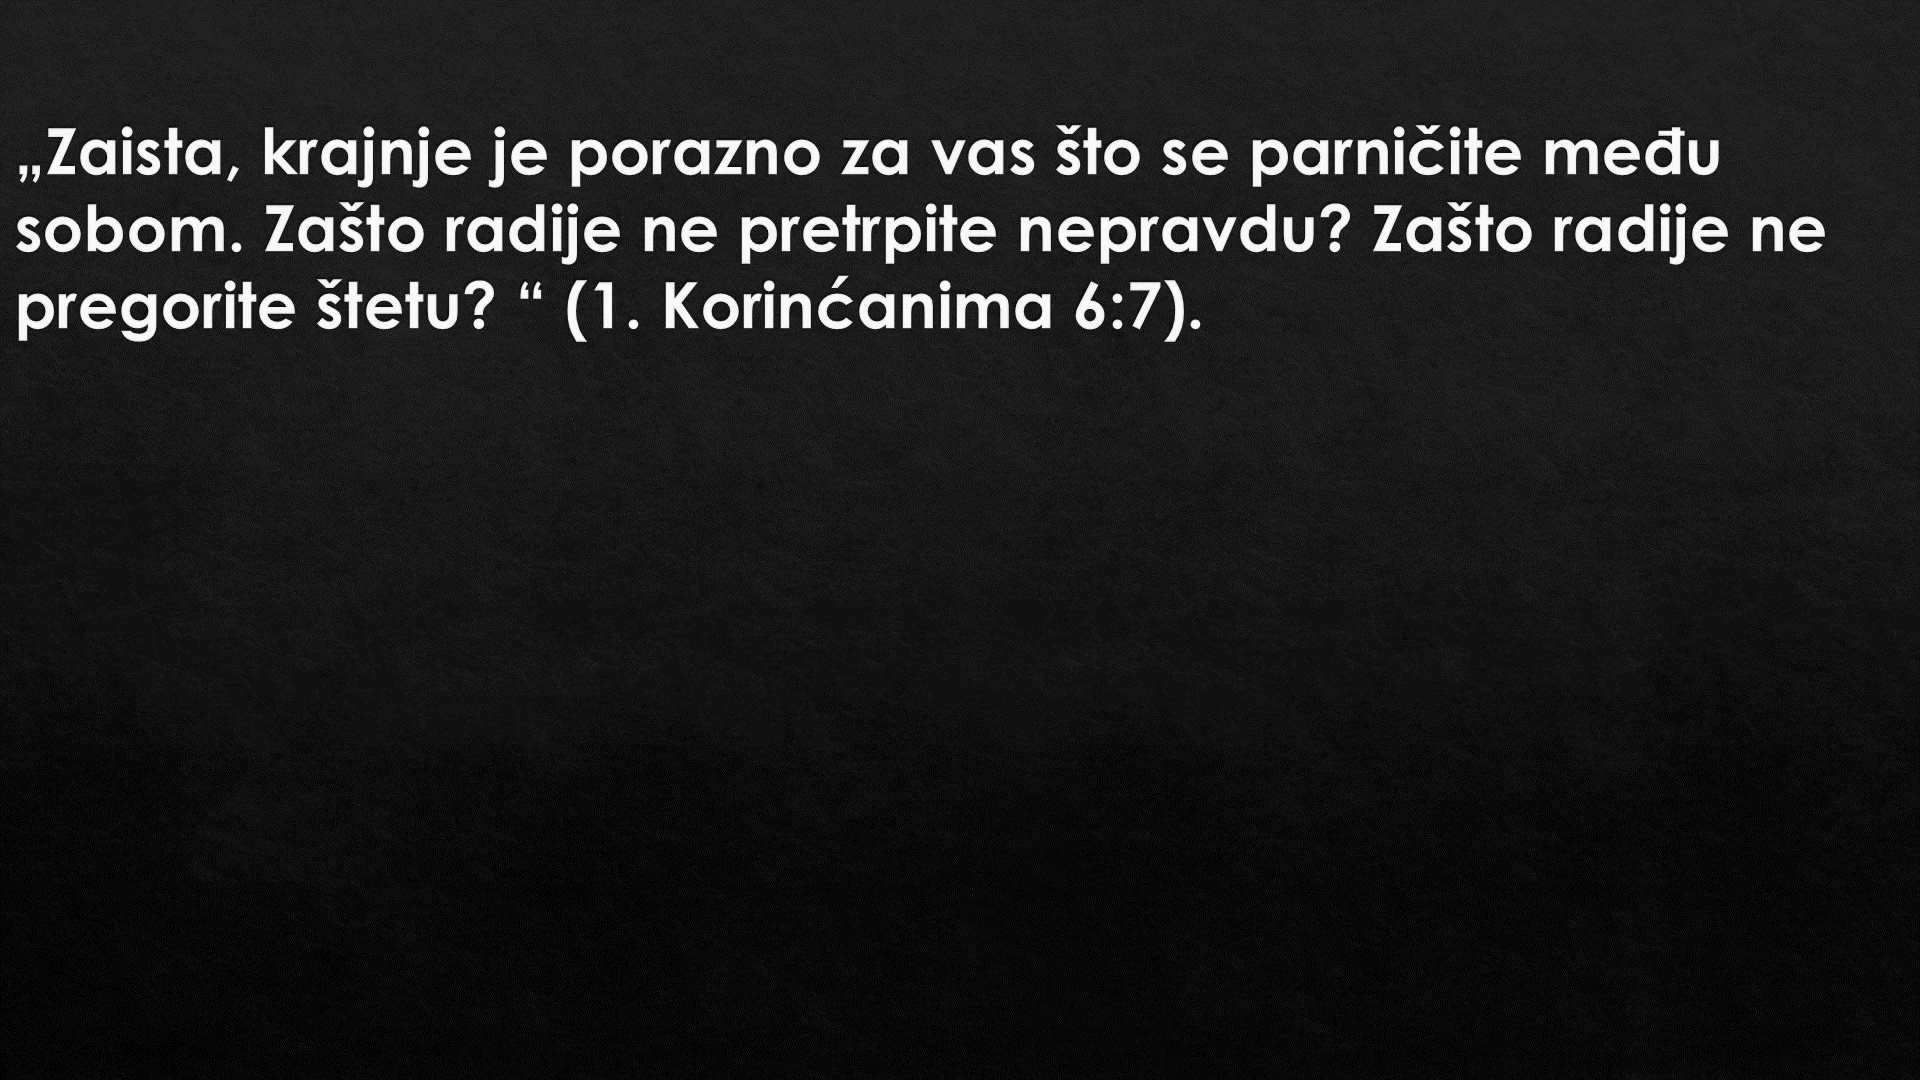 „Zaista, krajnje je porazno za vas što se parničite među
sobom. Zašto radije ne pretrpite nepravdu? Zašto radije ne
pregorite štetu? “ (1. Korinćanima 6:7).